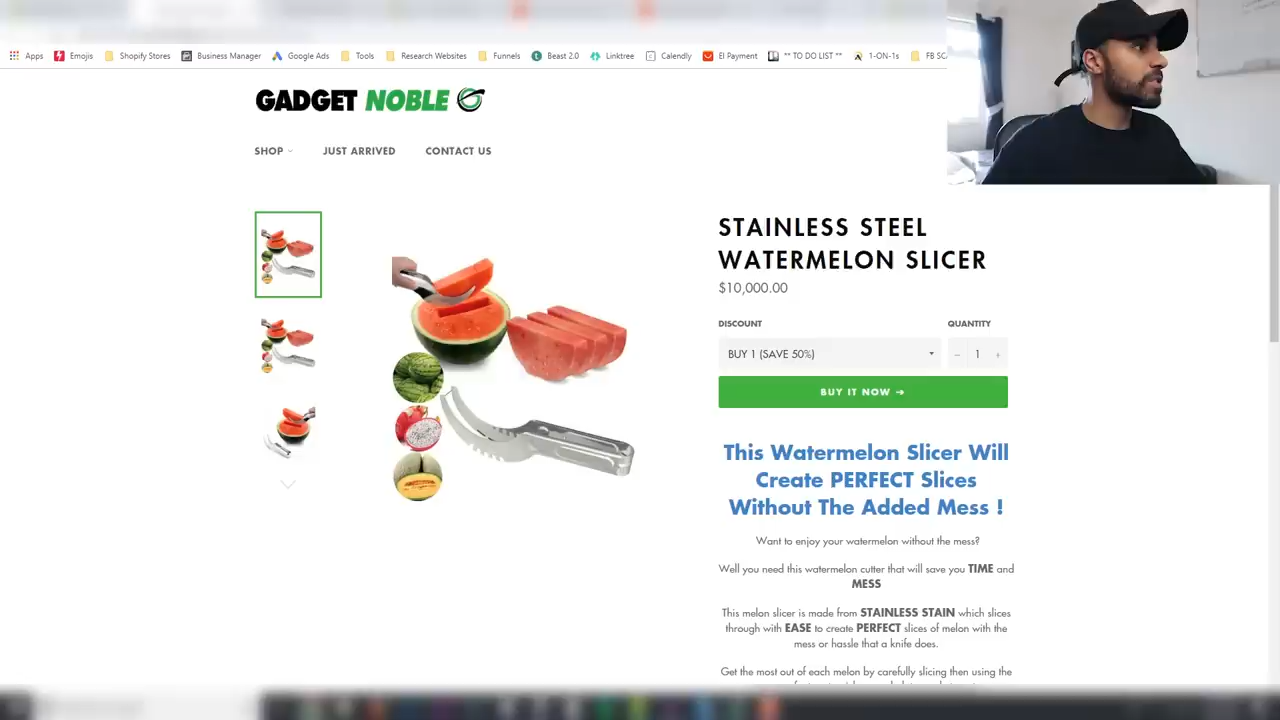 Apps Emojis Shopify Stores Business Manager Google Ads Tools Research Websites Funnels Beast 2.0 Linktree Calendly EI Payment ** TO DO LIST ** 1-ON-1s FB SC
GADGET NOBLE
SHOP JUST ARRIVED CONTACT US
STAINLESS STEEL
WATERMELON SLICER
$10,000.00
DISCOUNT QUANTITY
BUY 1 (SAVE 50%) − 1 +
BUY IT NOW ➔
This Watermelon Slicer Will
Create PERFECT Slices
Without The Added Mess !
Want to enjoy your watermelon without the mess?
Well you need this watermelon cutter that will save you TIME and
MESS
This melon slicer is made from STAINLESS STAIN which slices
through with EASE to create PERFECT slices of melon with the
mess or hassle that a knife does.
Get the most out of each melon by carefully slicing then using the